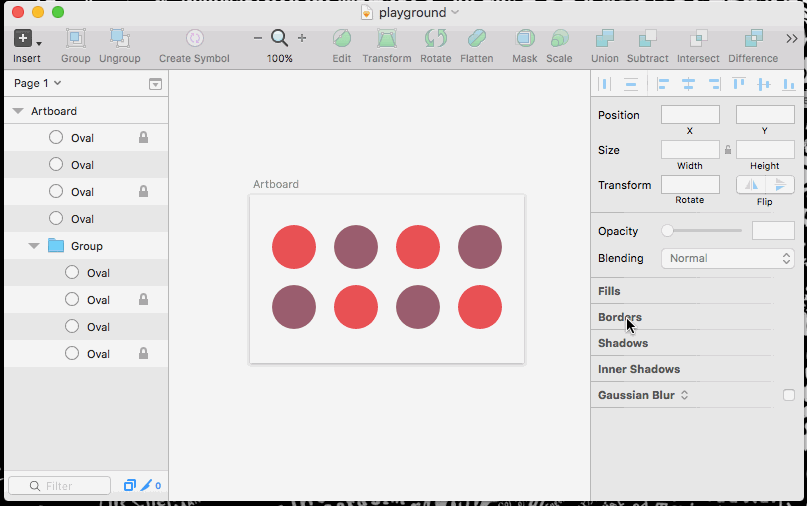 playground
Insert Group Ungroup Create Symbol 100% Edit Transform Rotate Flatten Mask Scale Union Subtract Intersect Difference
Page 1
Artboard
Oval
Oval
Oval
Oval
Group
Oval
Oval
Oval
Oval
Filter 0
Artboard
Position
X Y
Size
Width Height
Transform
Rotate Flip
Opacity
Blending Normal
Fills
Borders
Shadows
Inner Shadows
Gaussian Blur